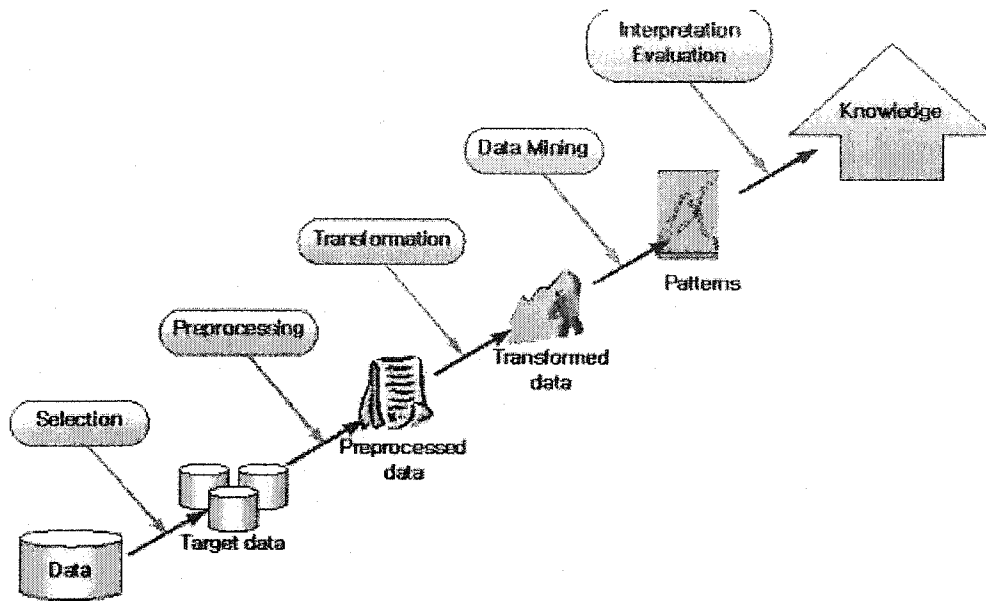 Interpretation
Evaluation
Knowledge
Data Mining
Transformation
Patterns
Preprocessing
Transformed
data
Selection
Preprocessed
data
Target data
Data